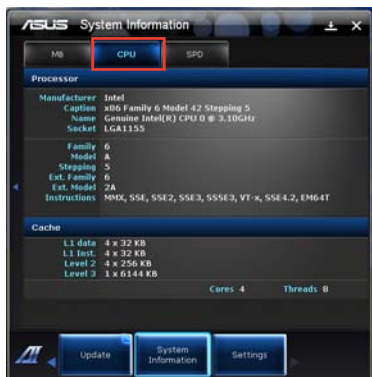 ASUS System Information
MB CPU SPD
Processor
Manufacturer Intel
Caption x86 Family 6 Model 42 Stepping 5
Name Genuine Intel(R) CPU 0 @ 3.10GHz
Socket LGA1155
Family 6
Model A
Stepping 5
Ext. Family 6
Ext. Model 2A
Instructions MMX, SSE, SSE2, SSE3, SSSE3, VT-x, SSE4.2, EM64T
Cache
L1 data 4 x 32 KB
L1 Inst. 4 x 32 KB
Level 2 4 x 256 KB
Level 3 1 x 6144 KB
Cores 4 Threads 8
AI Update System Information Settings